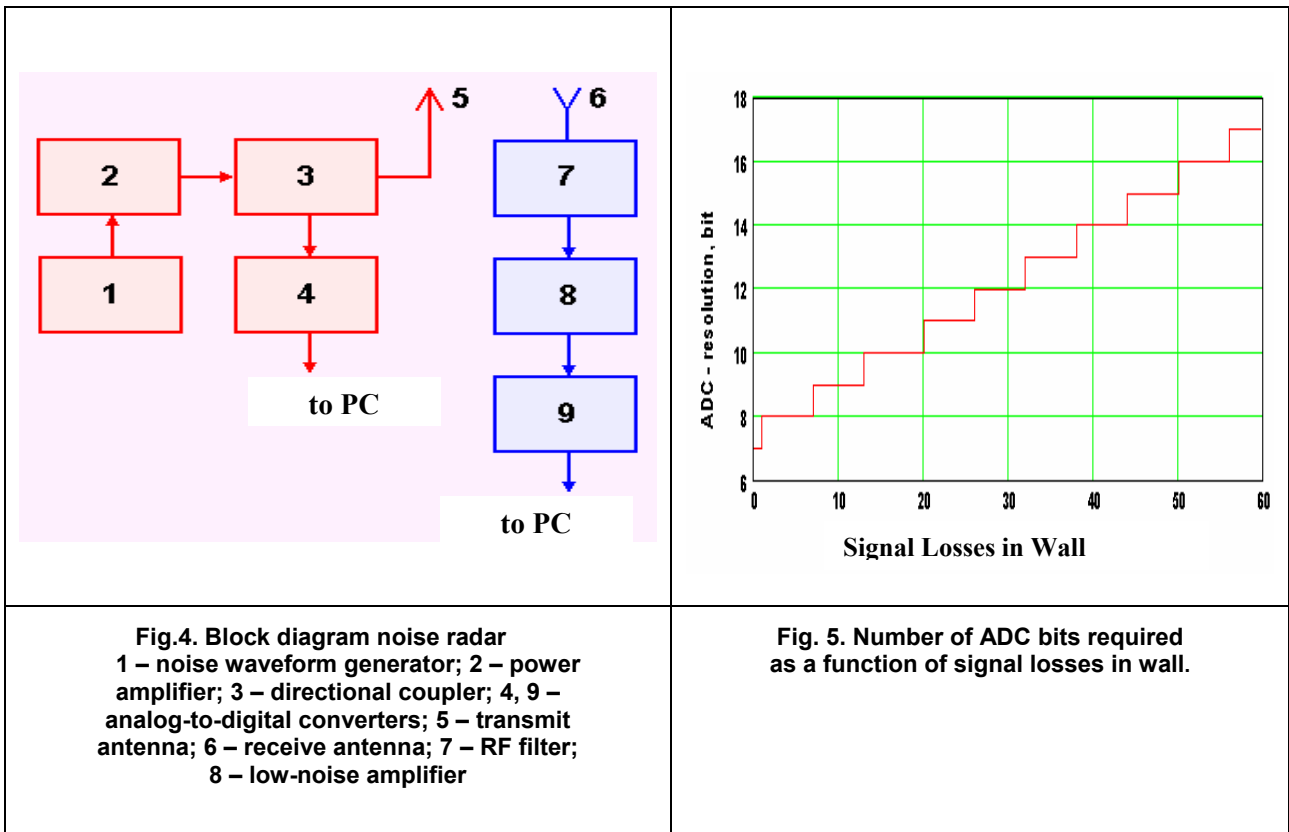 5
6
2
3
7
1
4
8
9
to PC
to PC
18
16
14
12
10
8
6
ADC - resolution, bit
0 10 20 30 40 50 60
Signal Losses in Wall
Fig.4. Block diagram noise radar
1 – noise waveform generator; 2 – power
amplifier; 3 – directional coupler; 4, 9 –
analog-to-digital converters; 5 – transmit
antenna; 6 – receive antenna; 7 – RF filter;
8 – low-noise amplifier
Fig. 5. Number of ADC bits required
as a function of signal losses in wall.